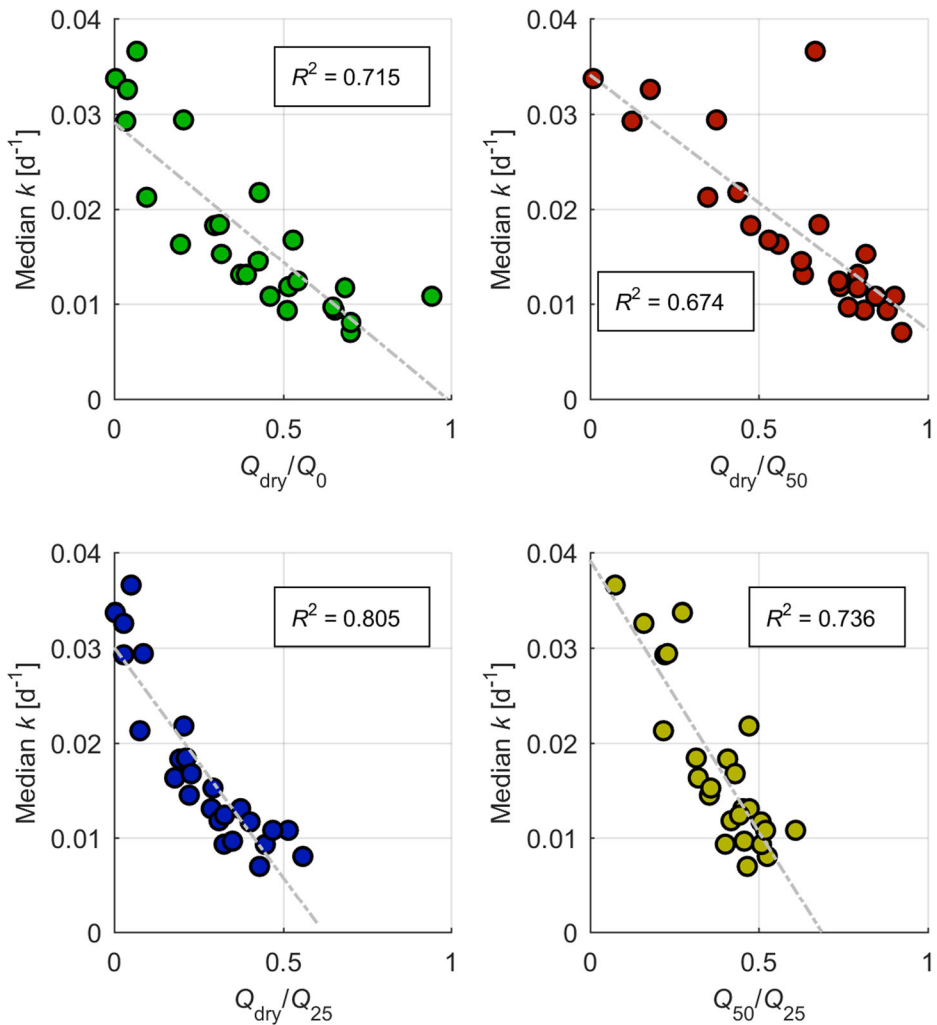 0.04
0.03
0.02
0.01
0
Median k [d⁻¹]
R² = 0.715
0 0.5 1
Q_dry/Q_0
0.04
0.03
0.02
0.01
0
Median k [d⁻¹]
R² = 0.674
0 0.5 1
Q_dry/Q_50
0.04
0.03
0.02
0.01
0
Median k [d⁻¹]
R² = 0.805
0 0.5 1
Q_dry/Q_25
0.04
0.03
0.02
0.01
0
Median k [d⁻¹]
R² = 0.736
0 0.5 1
Q_50/Q_25